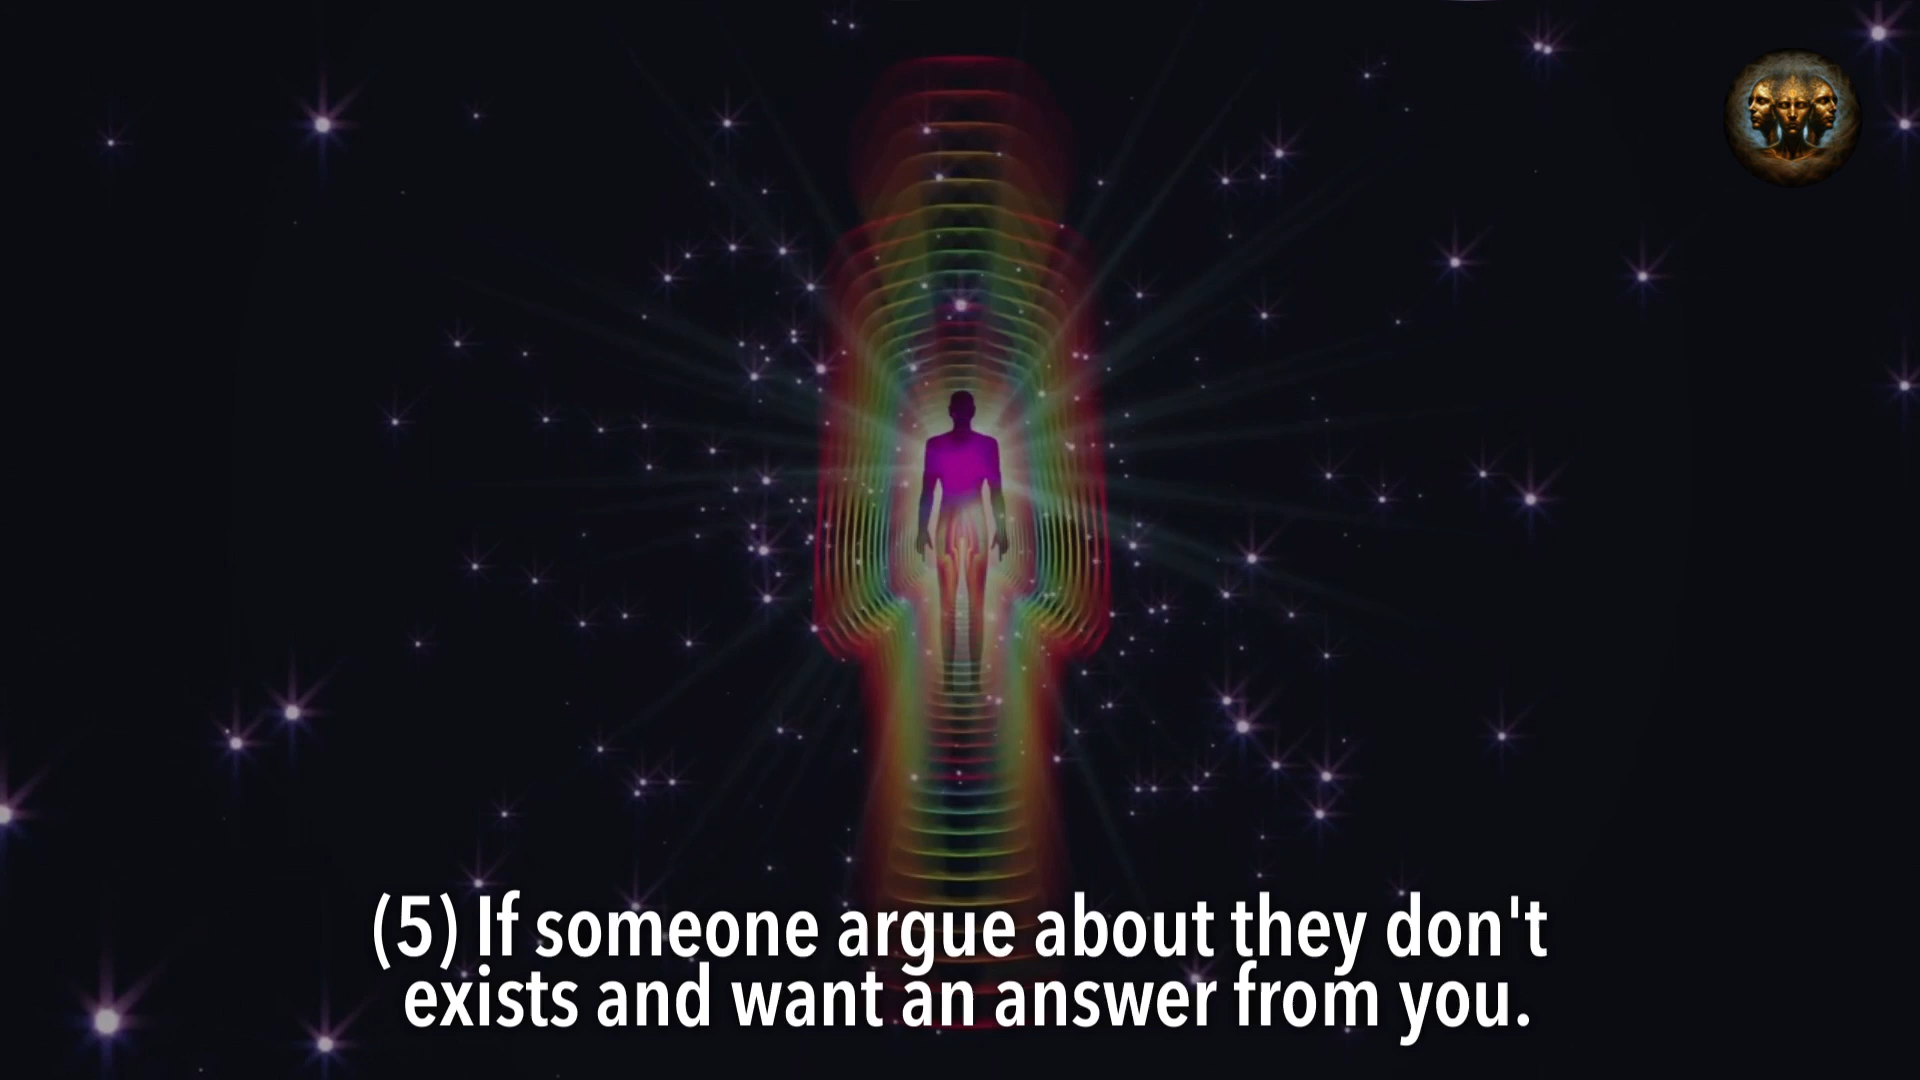 (5) If someone argue about they don't
exists and want an answer from you.